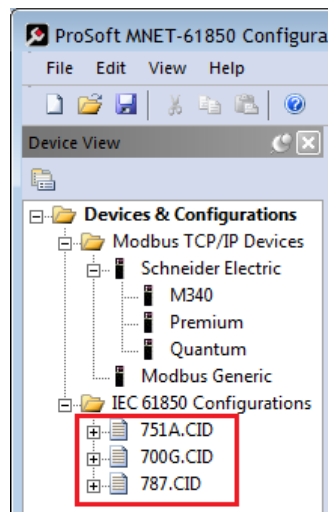 ProSoft MNET-61850 Configura
File Edit View Help
Device View
Devices & Configurations
Modbus TCP/IP Devices
Schneider Electric
M340
Premium
Quantum
Modbus Generic
IEC 61850 Configurations
751A.CID
700G.CID
787.CID